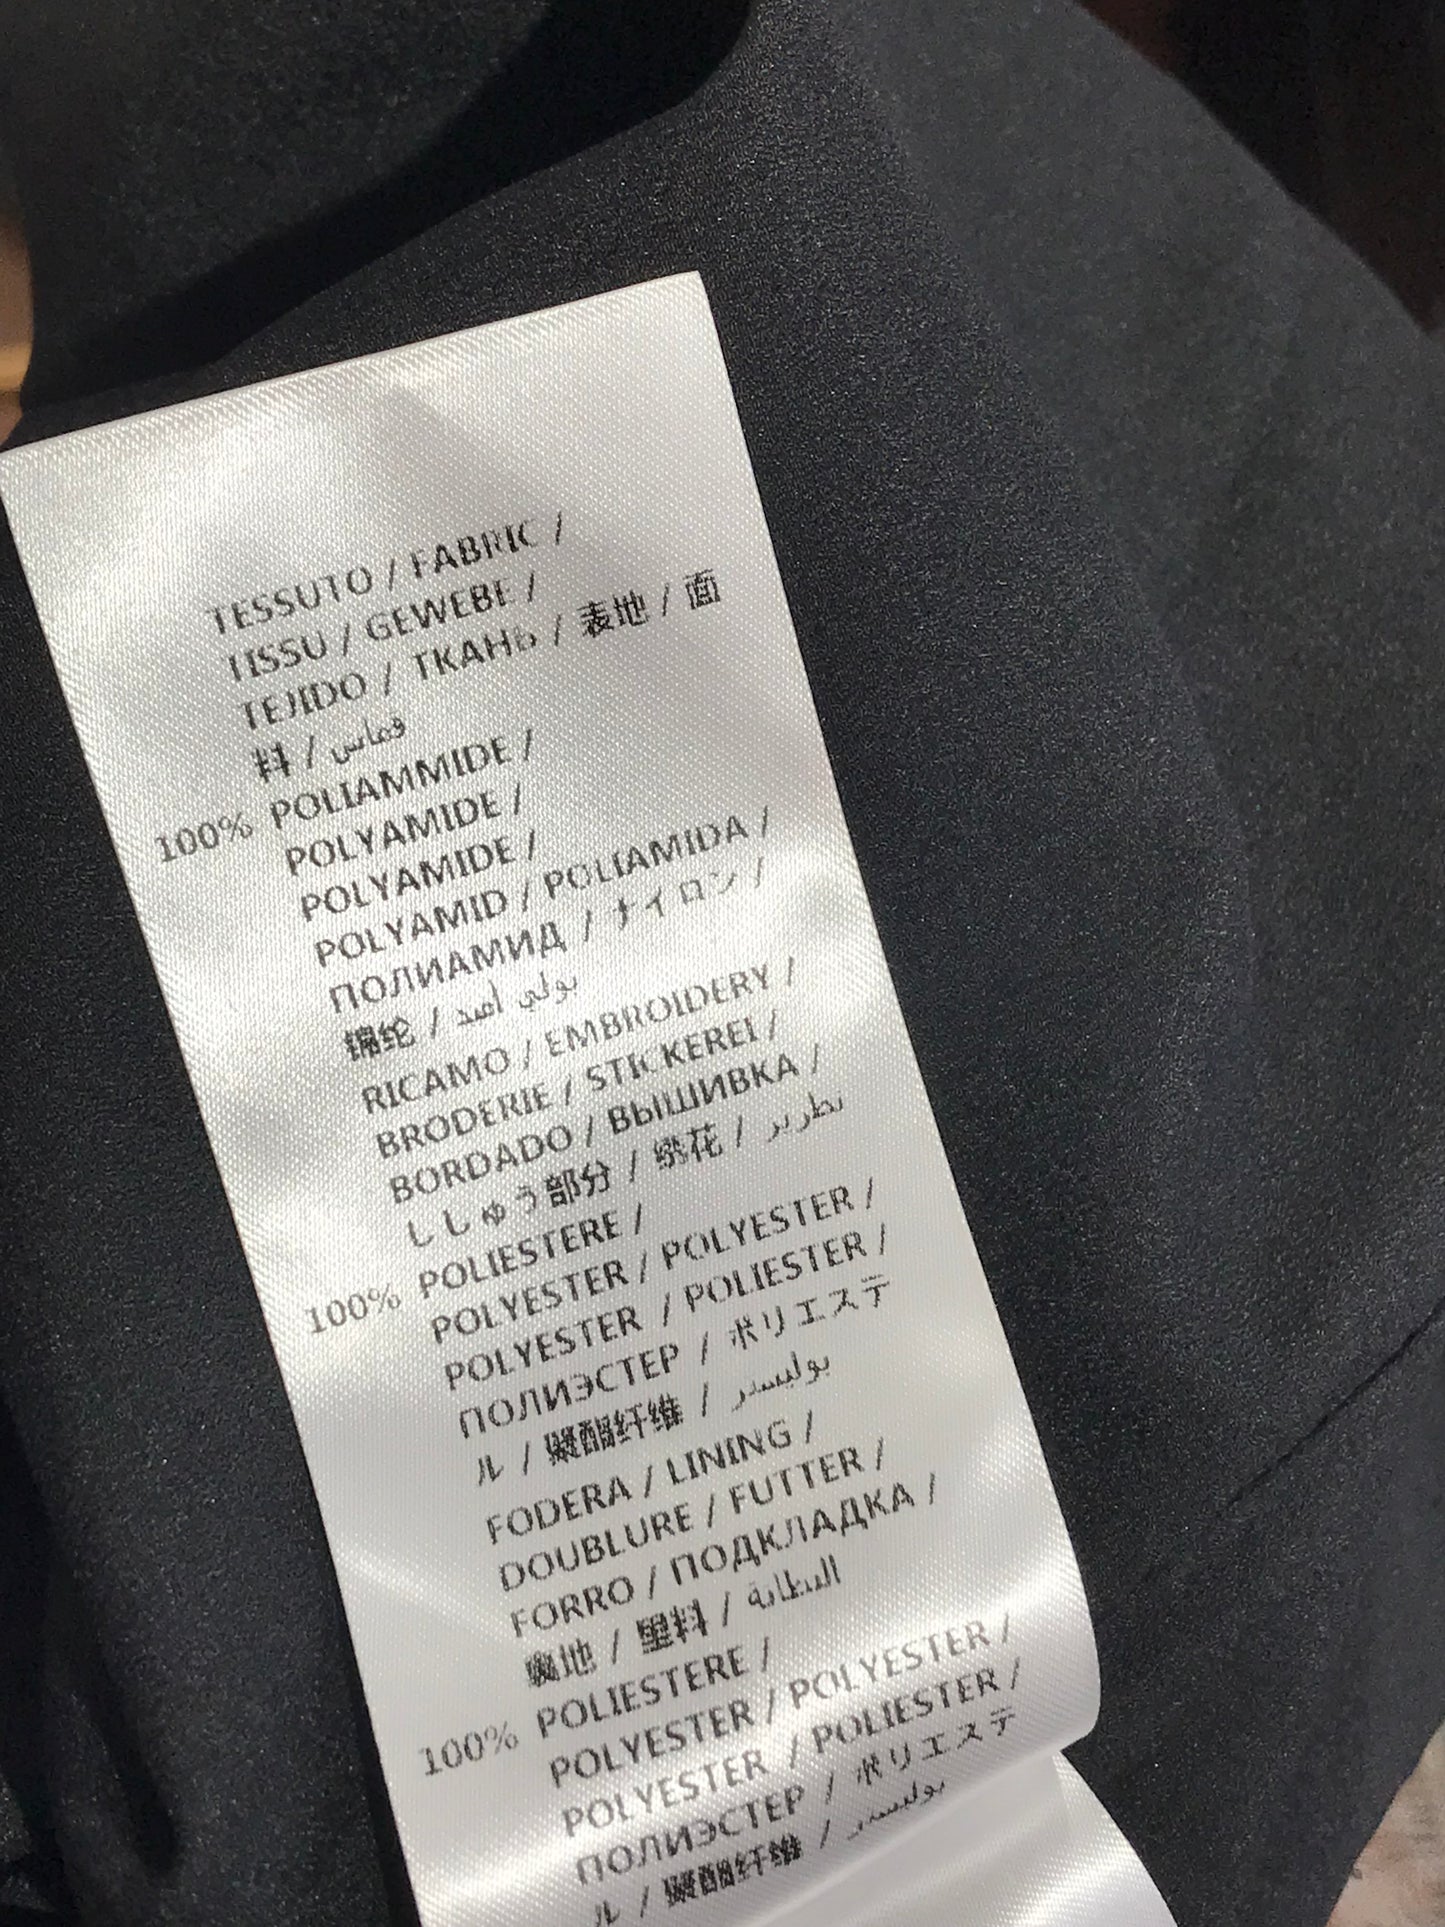 TESSUTO / FABRIC /
TISSU / GEWEBE /
TEJIDO / ТКАНЬ / 表地 / 面
料 / قماش
100% POLIAMMIDE /
POLYAMIDE /
POLYAMIDE /
POLYAMID / POLIAMIDA /
ПОЛИАМИД / ナイロン /
锦纶 / بولي أميد
RICAMO / EMBROIDERY /
BRODERIE / STICKEREI /
BORDADO / ВЫШИВКА /
ししゅう部分 / 绣花 / تطريز
100% POLIESTERE /
POLYESTER / POLYESTER /
POLYESTER / POLIESTER /
ПОЛИЭСТЕР / ポリエステ
ル / 聚酯纤维 / بوليستر
FODERA / LINING /
DOUBLURE / FUTTER /
FORRO / ПОДКЛАДКА /
裏地 / 里料 / البطانة
100% POLIESTERE /
POLYESTER / POLYESTER /
POLYESTER / POLIESTER /
ПОЛИЭСТЕР / ポリエステ
ル / 聚酯纤维 / بوليستر